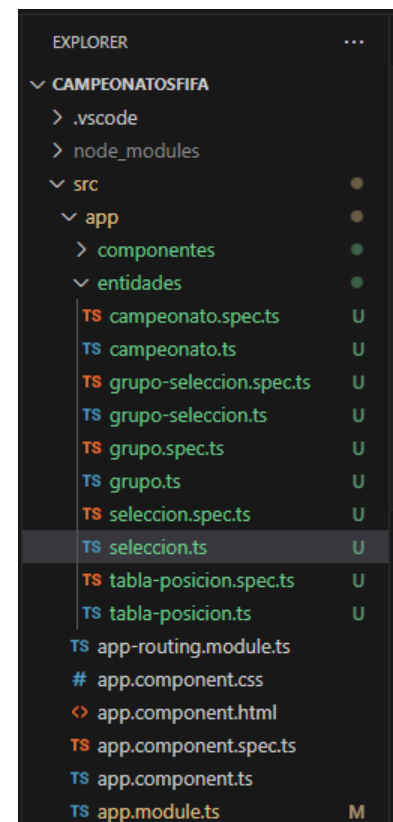 EXPLORER ...
CAMPEONATOSFIFA
.vscode
node_modules
src
app
componentes
entidades
TS campeonato.spec.ts U
TS campeonato.ts U
TS grupo-seleccion.spec.ts U
TS grupo-seleccion.ts U
TS grupo.spec.ts U
TS grupo.ts U
TS seleccion.spec.ts U
TS seleccion.ts U
TS tabla-posicion.spec.ts U
TS tabla-posicion.ts U
TS app-routing.module.ts
# app.component.css
<> app.component.html
TS app.component.spec.ts
TS app.component.ts
TS app.module.ts M